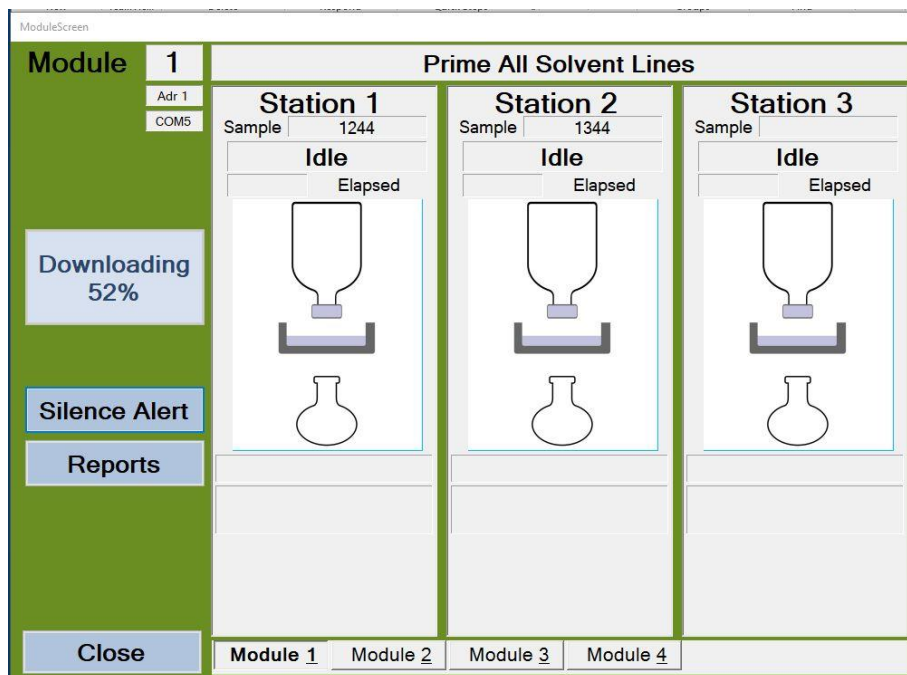 ModuleScreen
Module 1
Adr 1
COM5
Prime All Solvent Lines
Station 1
Sample 1244
Idle
Elapsed
Station 2
Sample 1344
Idle
Elapsed
Station 3
Sample
Idle
Elapsed
Downloading
52%
Silence Alert
Reports
Close
Module 1
Module 2
Module 3
Module 4